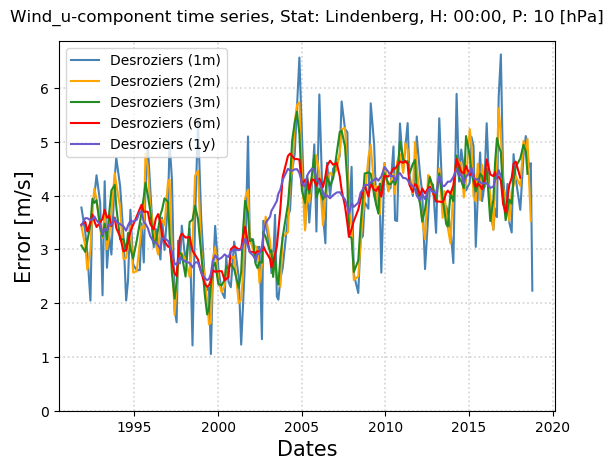 Wind_u-component time series, Stat: Lindenberg, H: 00:00, P: 10 [hPa]
Desroziers (1m)
Desroziers (2m)
Desroziers (3m)
Desroziers (6m)
Desroziers (1y)
Error [m/s]
6
5
4
3
2
1
0
1995
2000
2005
2010
2015
2020
Dates